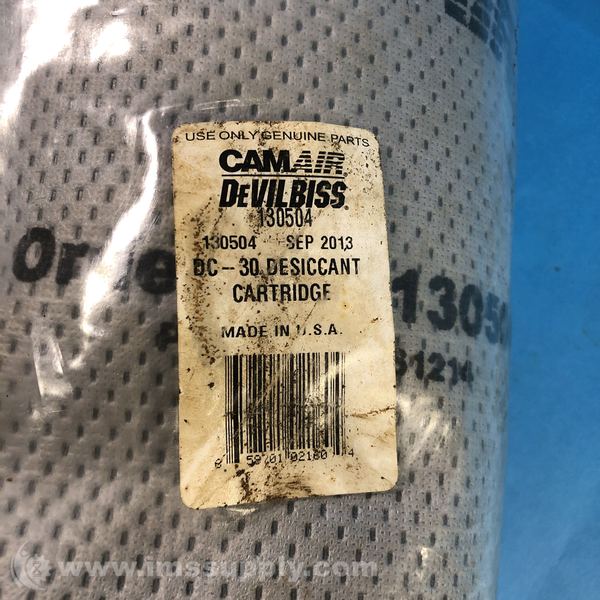 USE ONLY GENUINE PARTS
CAMAIR
DEVILBISS.
130504
130504 SEP 2013
DC-30 DESICCANT
CARTRIDGE
MADE IN U.S.A.
www.imssupply.com